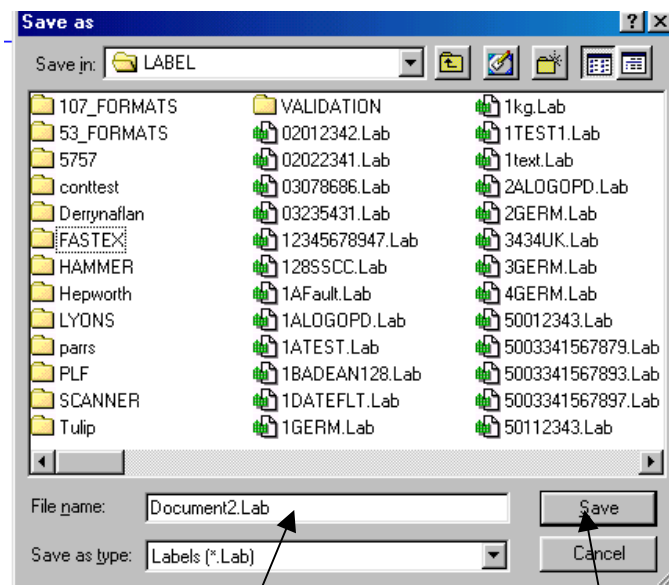 Save as
Save in: LABEL
107_FORMATS VALIDATION 1kg.Lab
53_FORMATS 02012342.Lab 1TEST1.Lab
5757 02022341.Lab 1text.Lab
conttest 03078686.Lab 2ALOGOPD.Lab
Derrynaflan 03235431.Lab 2GERM.Lab
FASTEX 12345678947.Lab 3434UK.Lab
HAMMER 128SSCC.Lab 3GERM.Lab
Hepworth 1AFault.Lab 4GERM.Lab
LYONS 1ALOGOPD.Lab 50012343.Lab
parrs 1ATEST.Lab 5003341567879.Lab
PLF 1BADEAN128.Lab 5003341567893.Lab
SCANNER 1DATEFLT.Lab 5003341567897.Lab
Tulip 1GERM.Lab 50112343.Lab
File name: Document2.Lab Save
Save as type: Labels (*.Lab) Cancel